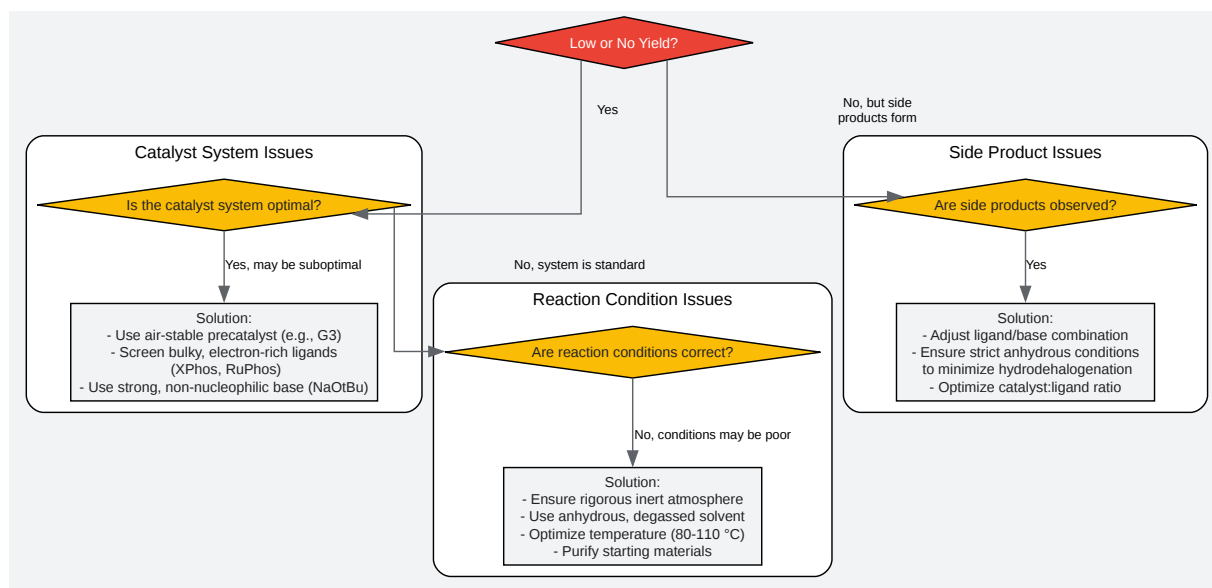 Low or No Yield?
Yes
No, but side
products form
Catalyst System Issues
Is the catalyst system optimal?
Yes, may be suboptimal
Solution:
- Use air-stable precatalyst (e.g., G3)
- Screen bulky, electron-rich ligands
(XPhos, RuPhos)
- Use strong, non-nucleophilic base (NaOtBu)
No, system is standard
Reaction Condition Issues
Are reaction conditions correct?
No, conditions may be poor
Solution:
- Ensure rigorous inert atmosphere
- Use anhydrous, degassed solvent
- Optimize temperature (80-110 °C)
- Purify starting materials
Side Product Issues
Are side products observed?
Yes
Solution:
- Adjust ligand/base combination
- Ensure strict anhydrous conditions
to minimize hydrodehalogenation
- Optimize catalyst:ligand ratio